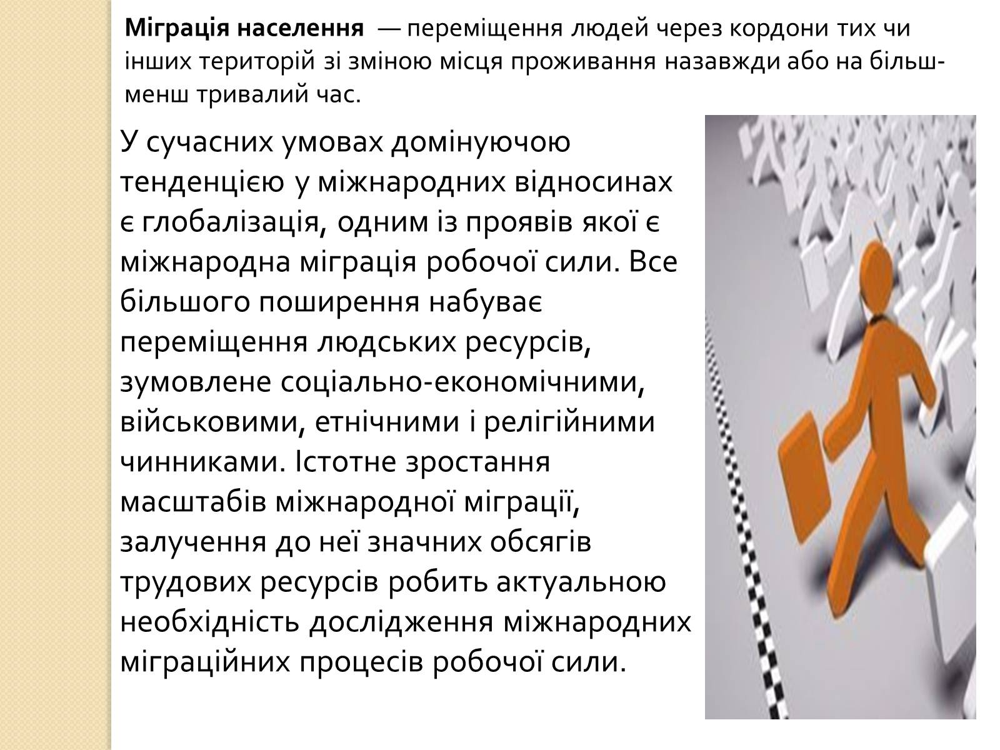 Міграція населення — переміщення людей через кордони тих чи
інших територій зі зміною місця проживання назавжди або на більш-
менш тривалий час.
У сучасних умовах домінуючою
тенденцією у міжнародних відносинах
є глобалізація, одним із проявів якої є
міжнародна міграція робочої сили. Все
більшого поширення набуває
переміщення людських ресурсів,
зумовлене соціально-економічними,
військовими, етнічними і релігійними
чинниками. Істотне зростання
масштабів міжнародної міграції,
залучення до неї значних обсягів
трудових ресурсів робить актуальною
необхідність дослідження міжнародних
міграційних процесів робочої сили.